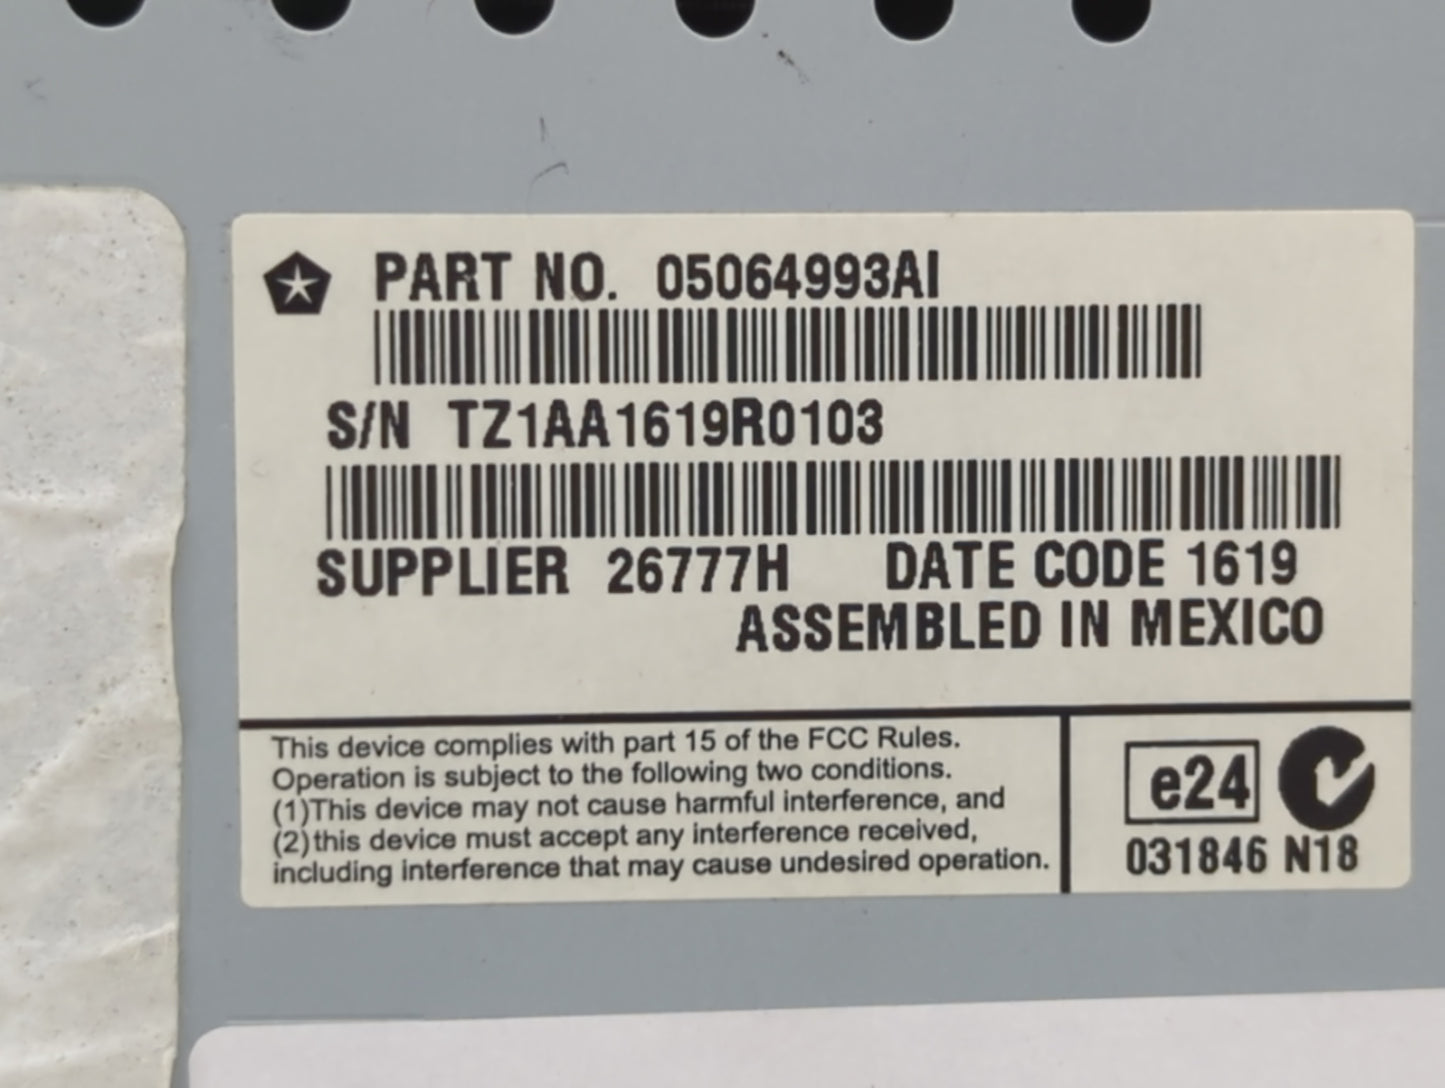 PART NO. 05064993AI
S/N TZ1AA1619R0103
SUPPLIER 26777H DATE CODE 1619
ASSEMBLED IN MEXICO
This device complies with part 15 of the FCC Rules.
Operation is subject to the following two conditions.
(1)This device may not cause harmful interference, and
(2)this device must accept any interference received,
including interference that may cause undesired operation.
e24
031846 N18